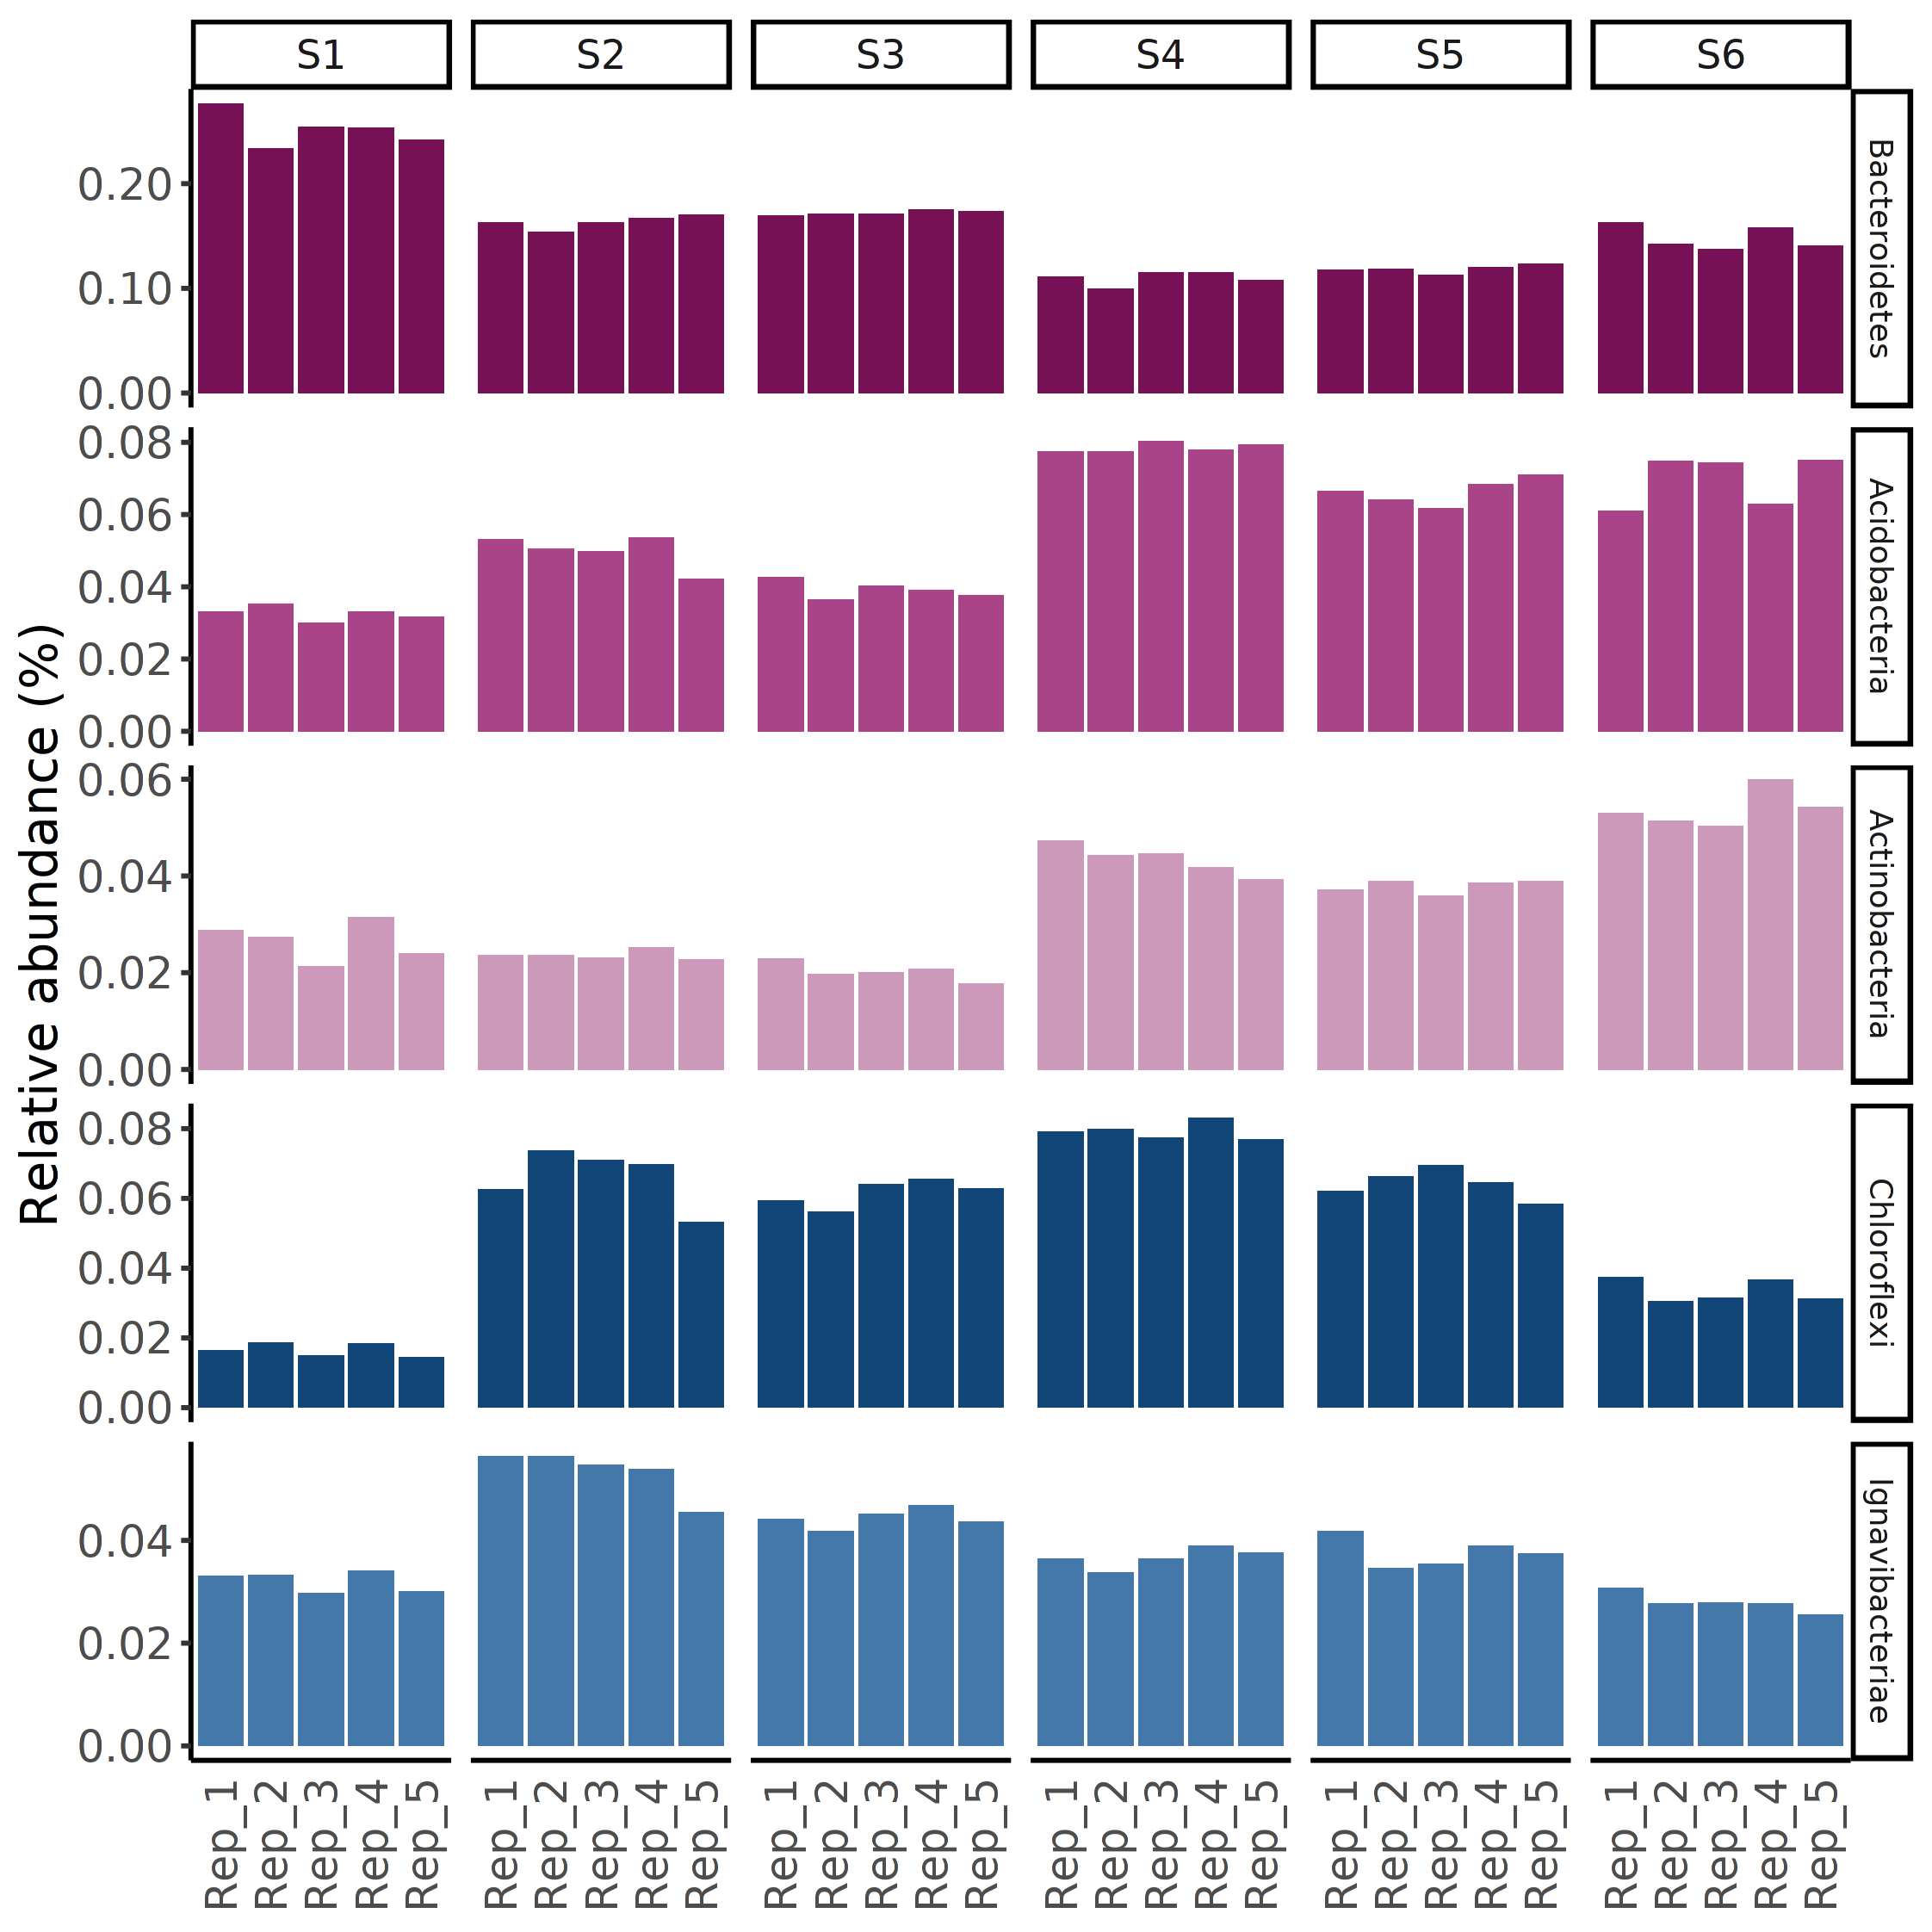 S1 S2 S3 S4 S5 S6
Relative abundance (%)
0.20
0.10
0.00
Bacteroidetes
0.08
0.06
0.04
0.02
0.00
Acidobacteria
0.06
0.04
0.02
0.00
Actinobacteria
0.08
0.06
0.04
0.02
0.00
Chloroflexi
0.04
0.02
0.00
Ignavibacteriae
Rep_1 Rep_2 Rep_3 Rep_4 Rep_5 Rep_1 Rep_2 Rep_3 Rep_4 Rep_5 Rep_1 Rep_2 Rep_3 Rep_4 Rep_5 Rep_1 Rep_2 Rep_3 Rep_4 Rep_5 Rep_1 Rep_2 Rep_3 Rep_4 Rep_5 Rep_1 Rep_2 Rep_3 Rep_4 Rep_5